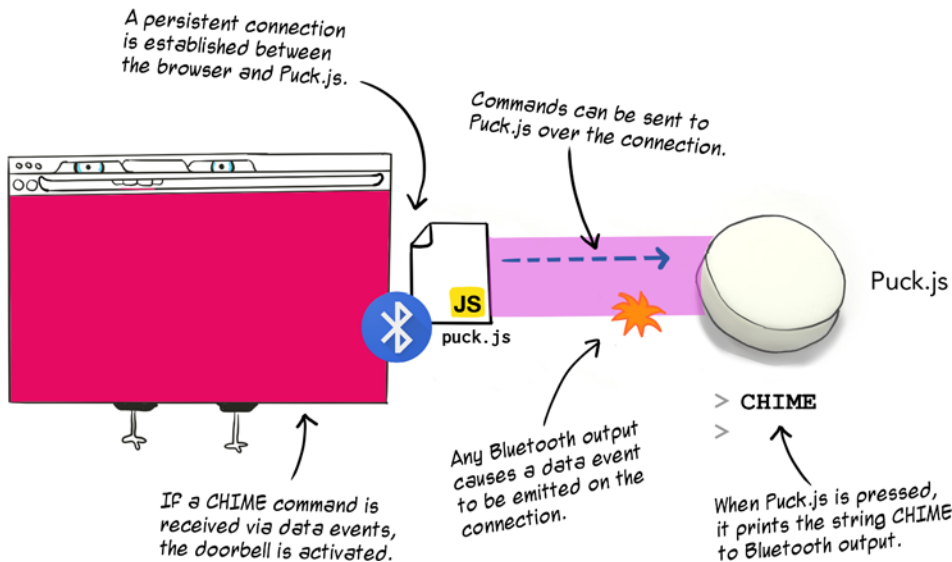 A persistent connection
is established between
the browser and Puck.js.
Commands can be sent to
Puck.js over the connection.
JS
puck.js
Puck.js
> CHIME
>
If a CHIME command is
received via data events,
the doorbell is activated.
Any Bluetooth output
causes a data event
to be emitted on the
connection.
When Puck.js is pressed,
it prints the string CHIME
to Bluetooth output.